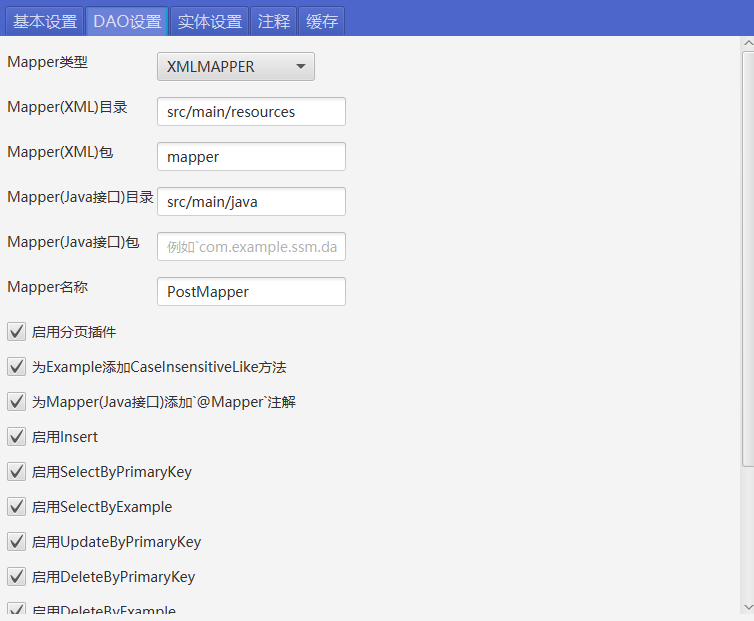 基本设置 DAO设置 实体设置 注释 缓存
Mapper类型 XMLMAPPER
Mapper(XML)目录 src/main/resources
Mapper(XML)包 mapper
Mapper(Java接口)目录 src/main/java
Mapper(Java接口)包 例如`com.example.ssm.da
Mapper名称 PostMapper
启用分页插件
为Example添加CaseInsensitiveLike方法
为Mapper(Java接口)添加`@Mapper`注解
启用Insert
启用SelectByPrimaryKey
启用SelectByExample
启用UpdateByPrimaryKey
启用DeleteByPrimaryKey
启用DeleteByExample